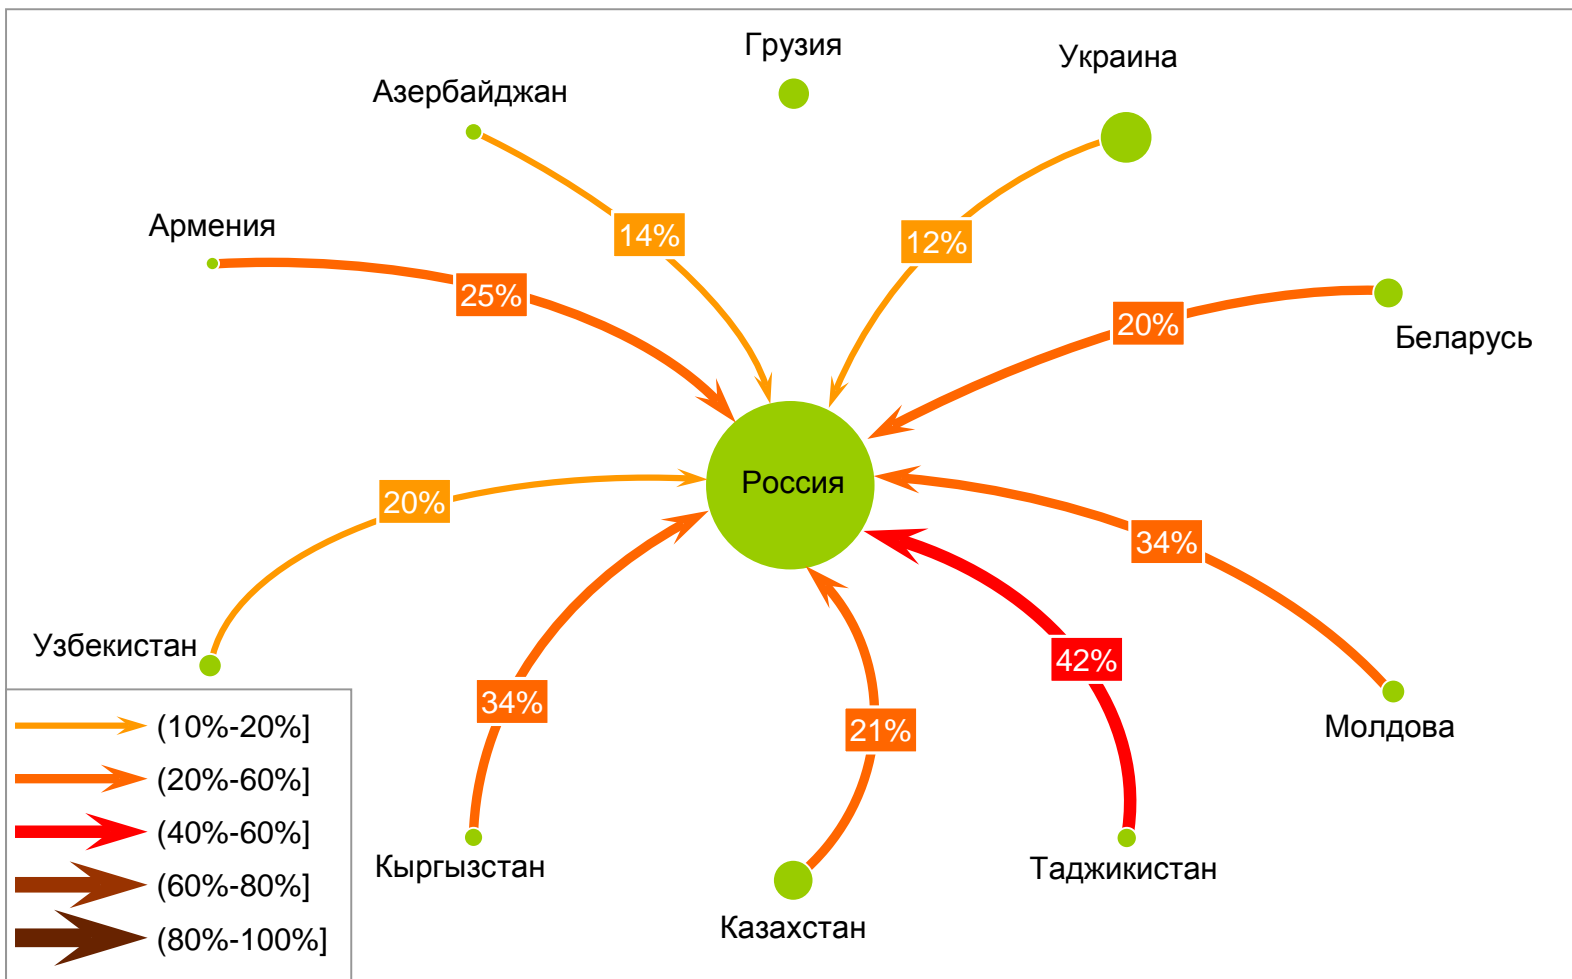 Грузия
Украина
Азербайджан
Армения
14%
12%
25%
20%
Беларусь
Россия
20%
34%
Узбекистан
42%
34%
21%
Молдова
Кыргызстан
Таджикистан
Казахстан
(10%-20%]
(20%-60%]
(40%-60%]
(60%-80%]
(80%-100%]